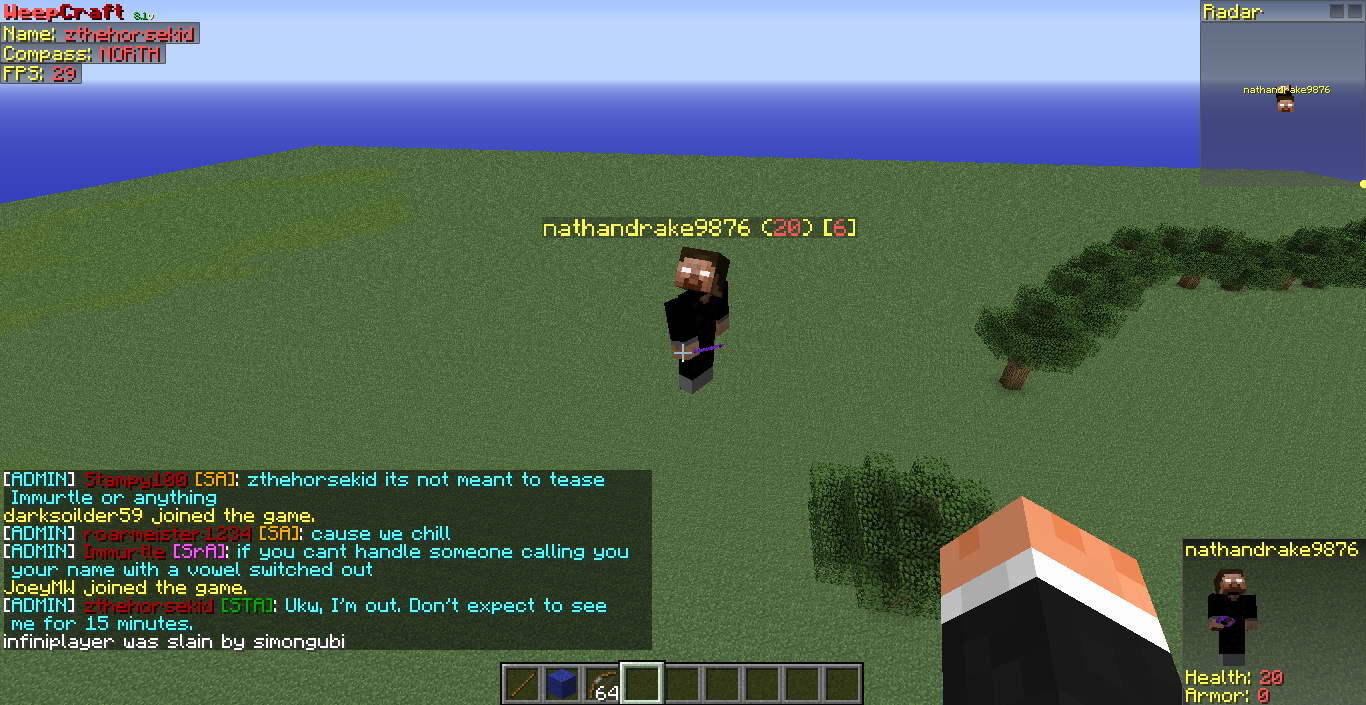 WeepCraft 8.1v
Name: zthehorsekid
Compass: NORTH
FPS: 29
Radar
nathandrake9876
nathandrake9876 (20) [6]
[ADMIN] Stampy100 [SA]: zthehorsekid its not meant to tease
Immurtle or anything
darksoilder59 joined the game.
[ADMIN] roarmeister1234 [SA]: cause we chill
[ADMIN] Immurtle [SrA]: if you cant handle someone calling you
your name with a vowel switched out
JoeyMW joined the game.
[ADMIN] zthehorsekid [STA]: Ukw, I'm out. Don't expect to see
me for 15 minutes.
infiniplayer was slain by simongubi
64
nathandrake9876
Health: 20
Armor: 0